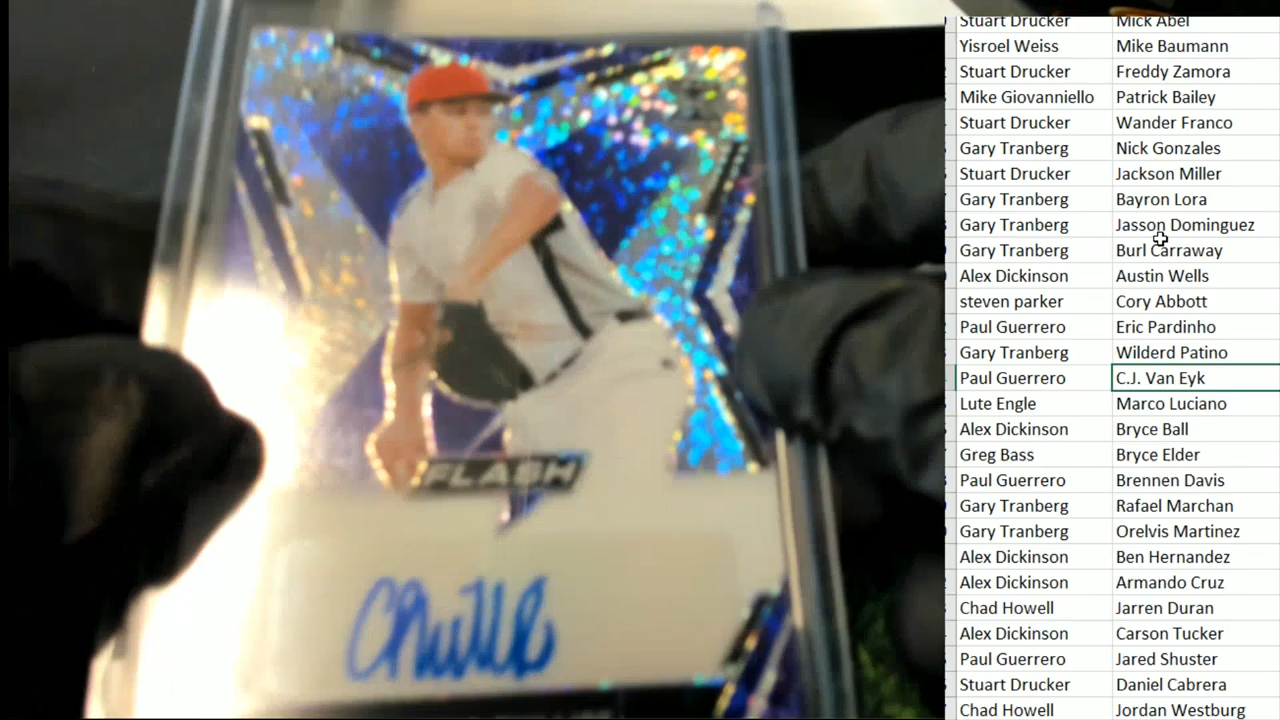 Stuart Drucker Mick Abel
Yisroel Weiss Mike Baumann
Stuart Drucker Freddy Zamora
Mike Giovanniello Patrick Bailey
Stuart Drucker Wander Franco
Gary Tranberg Nick Gonzales
Stuart Drucker Jackson Miller
Gary Tranberg Bayron Lora
Gary Tranberg Jasson Dominguez
Gary Tranberg Burl Carraway
Alex Dickinson Austin Wells
steven parker Cory Abbott
Paul Guerrero Eric Pardinho
Gary Tranberg Wilderd Patino
Paul Guerrero C.J. Van Eyk
Lute Engle Marco Luciano
Alex Dickinson Bryce Ball
Greg Bass Bryce Elder
Paul Guerrero Brennen Davis
Gary Tranberg Rafael Marchan
Gary Tranberg Orelvis Martinez
Alex Dickinson Ben Hernandez
Alex Dickinson Armando Cruz
Chad Howell Jarren Duran
Alex Dickinson Carson Tucker
Paul Guerrero Jared Shuster
Stuart Drucker Daniel Cabrera
Chad Howell Jordan Westburg
FLASH